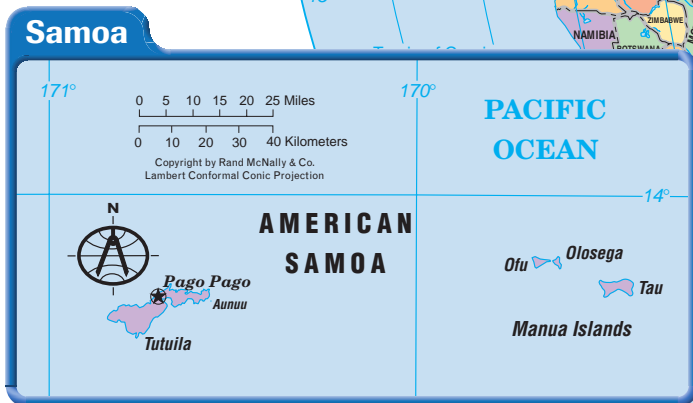 Samoa
NAMIBIA
ZIMBABWE
171°
170°
0 5 10 15 20 25 Miles
0 10 20 30 40 Kilometers
Copyright by Rand McNally & Co.
Lambert Conformal Conic Projection
PACIFIC
OCEAN
14°
N
AMERICAN
SAMOA
Pago Pago
Aunuu
Tutuila
Ofu
Olosega
Tau
Manua Islands